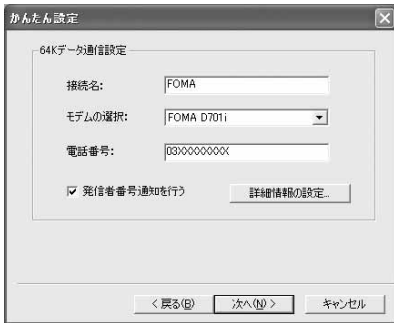 かんたん設定
64Kデータ通信設定
接続名: FOMA
モデムの選択: FOMA D701i
電話番号: 03XXXXXXXX
発信者番号通知を行う 詳細情報の設定...
< 戻る(B) 次へ(N) > キャンセル